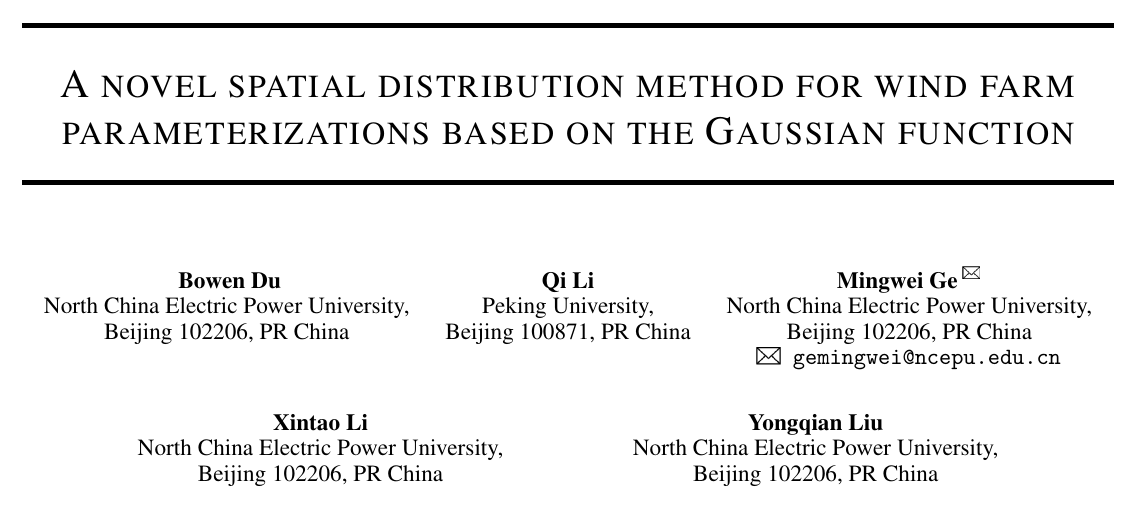 A NOVEL SPATIAL DISTRIBUTION METHOD FOR WIND FARM
PARAMETERIZATIONS BASED ON THE GAUSSIAN FUNCTION
Bowen Du
North China Electric Power University,
Beijing 102206, PR China
Qi Li
Peking University,
Beijing 100871, PR China
Mingwei Ge✉
North China Electric Power University,
Beijing 102206, PR China
✉ gemingwei@ncepu.edu.cn
Xintao Li
North China Electric Power University,
Beijing 102206, PR China
Yongqian Liu
North China Electric Power University,
Beijing 102206, PR China